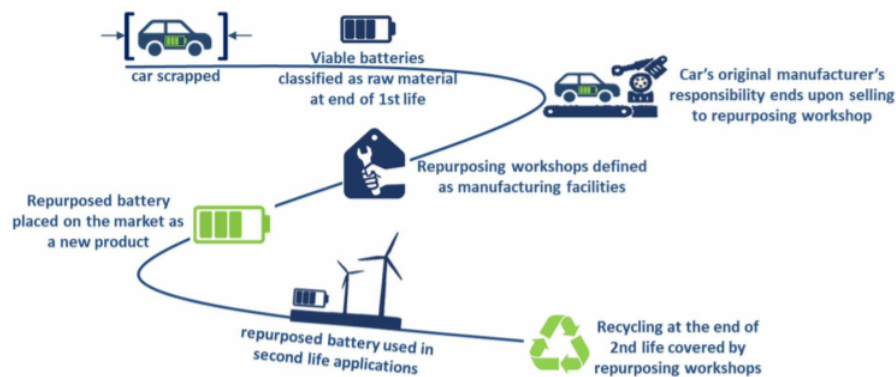 car scrapped
Viable batteries
classified as raw material
at end of 1st life
Car's original manufacturer's
responsibility ends upon selling
to repurposing workshop
Repurposing workshops defined
as manufacturing facilities
Repurposed battery
placed on the market as
a new product
repurposed battery used in
second life applications
Recycling at the end of
2nd life covered by
repurposing workshops